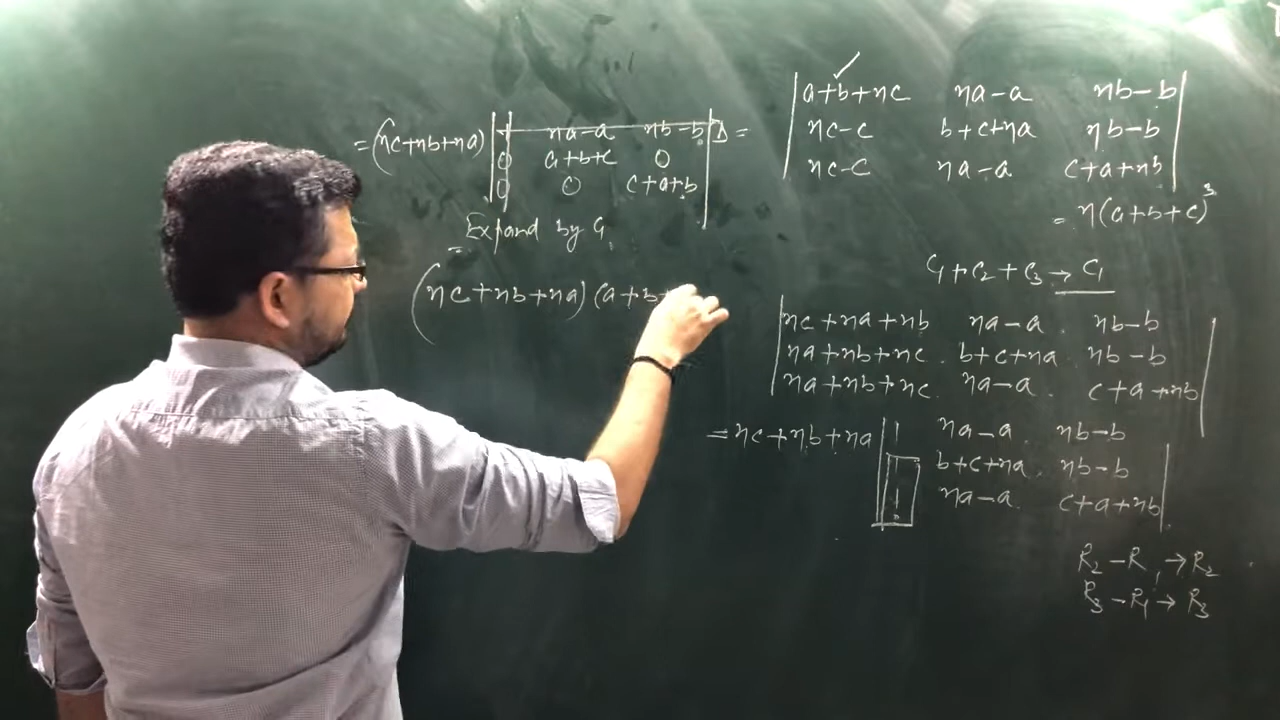 a+b+nc na-a nb-b
Δ = nc-c b+c+na nb-b
nc-c na-a c+a+nb
= n(a+b+c)³
C₁+C₂+C₃→C₁
nc+na+nb na-a nb-b
na+nb+nc b+c+na nb-b
na+nb+nc na-a c+a+nb
=nc+nb+na 1 na-a nb-b
1 b+c+na nb-b
1 na-a c+a+nb
R₂-R₁→R₂
R₃-R₁→R₃
=(nc+nb+na) 1 na-a nb-b
0 a+b+c 0
0 0 c+a+b
Expand by C₁
=
(nc+nb+na)(a+b+